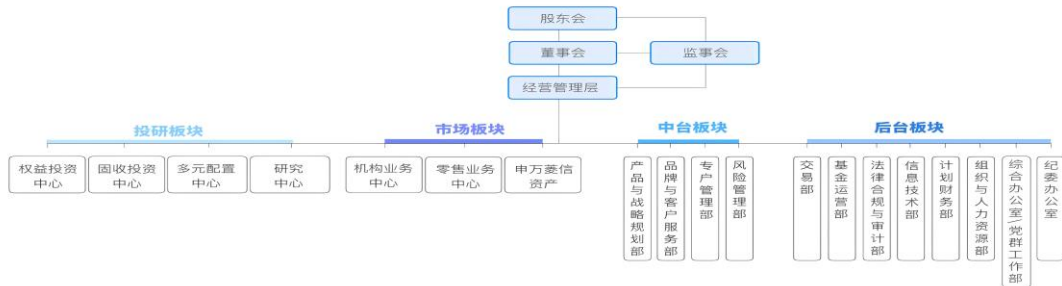 股东会
董事会
监事会
经营管理层
投研板块
市场板块
中台板块
后台板块
权益投资
中心
固收投资
中心
多元配置
中心
研究
中心
机构业务
中心
零售业务
中心
申万菱信
资产
产品与战略规划部
品牌与客户服务部
专户管理部
风险管理部
交易部
基金运营部
法律合规与审计部
信息技术部
计划财务部
组织与人力资源部
综合办公室/党群工作部
纪委办公室